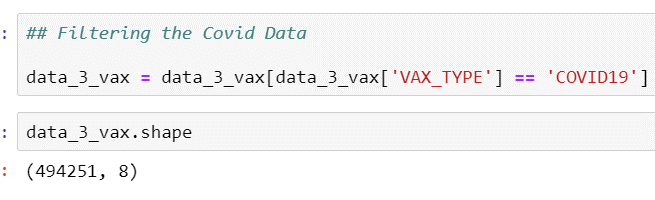 :
## Filtering the Covid Data
data_3_vax = data_3_vax[data_3_vax['VAX_TYPE'] == 'COVID19']
:
data_3_vax.shape
:
(494251, 8)